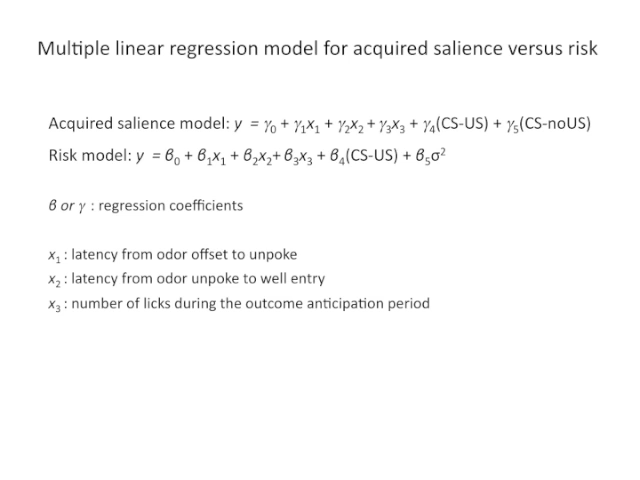 Multiple linear regression model for acquired salience versus risk
Acquired salience model: y = γ₀ + γ₁x₁ + γ₂x₂ + γ₃x₃ + γ₄(CS-US) + γ₅(CS-noUS)
Risk model: y = β₀ + β₁x₁ + β₂x₂+ β₃x₃ + β₄(CS-US) + β₅σ²
β or γ : regression coefficients
x₁ : latency from odor offset to unpoke
x₂ : latency from odor unpoke to well entry
x₃ : number of licks during the outcome anticipation period